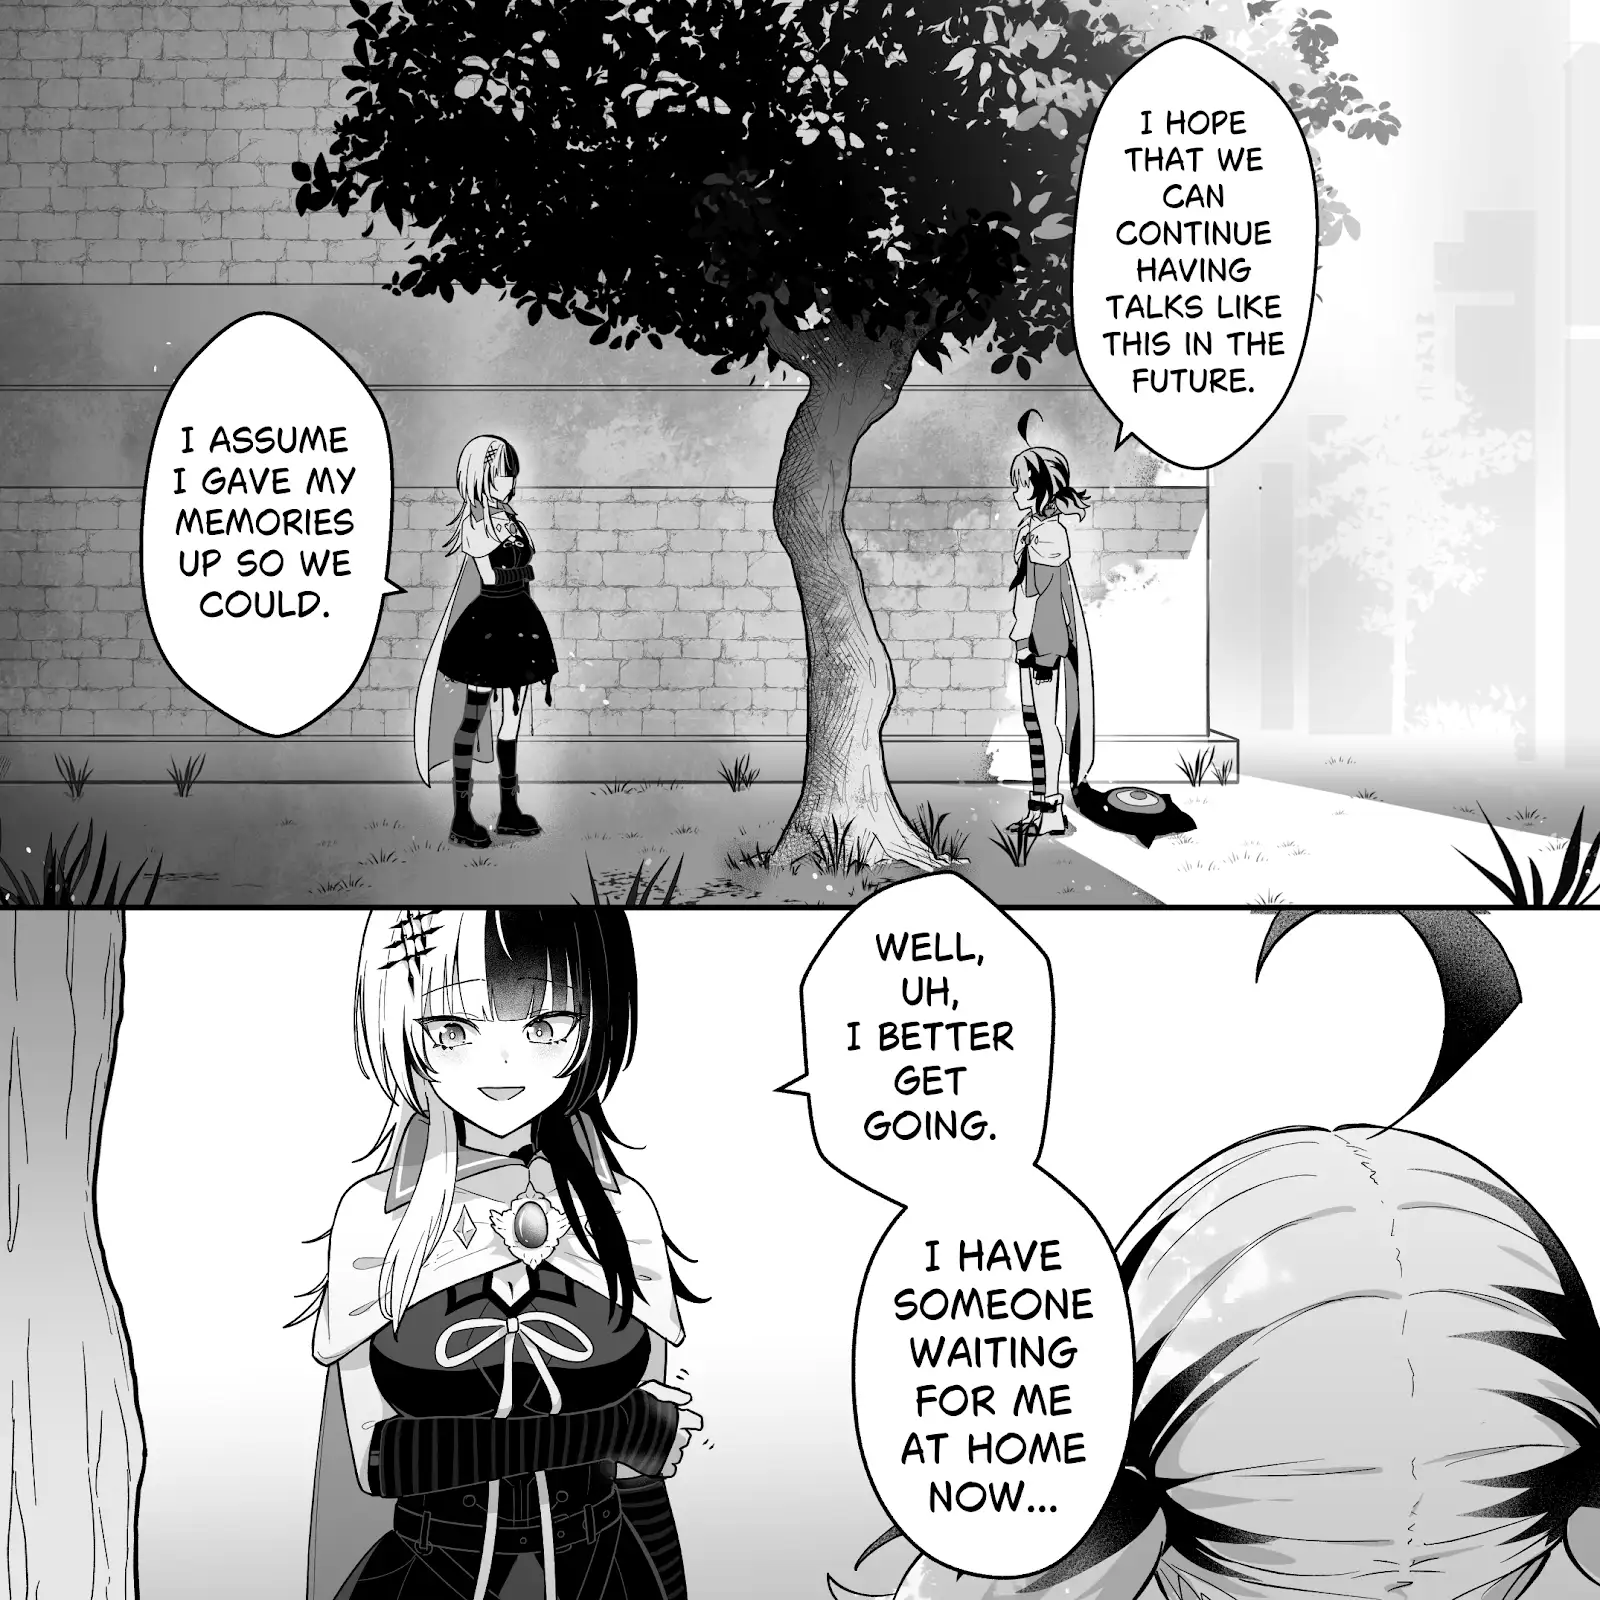 I HOPE
THAT WE
CAN
CONTINUE
HAVING
TALKS LIKE
THIS IN THE
FUTURE.
I ASSUME
I GAVE MY
MEMORIES
UP SO WE
COULD.
WELL,
UH,
I BETTER
GET
GOING.
I HAVE
SOMEONE
WAITING
FOR ME
AT HOME
NOW...